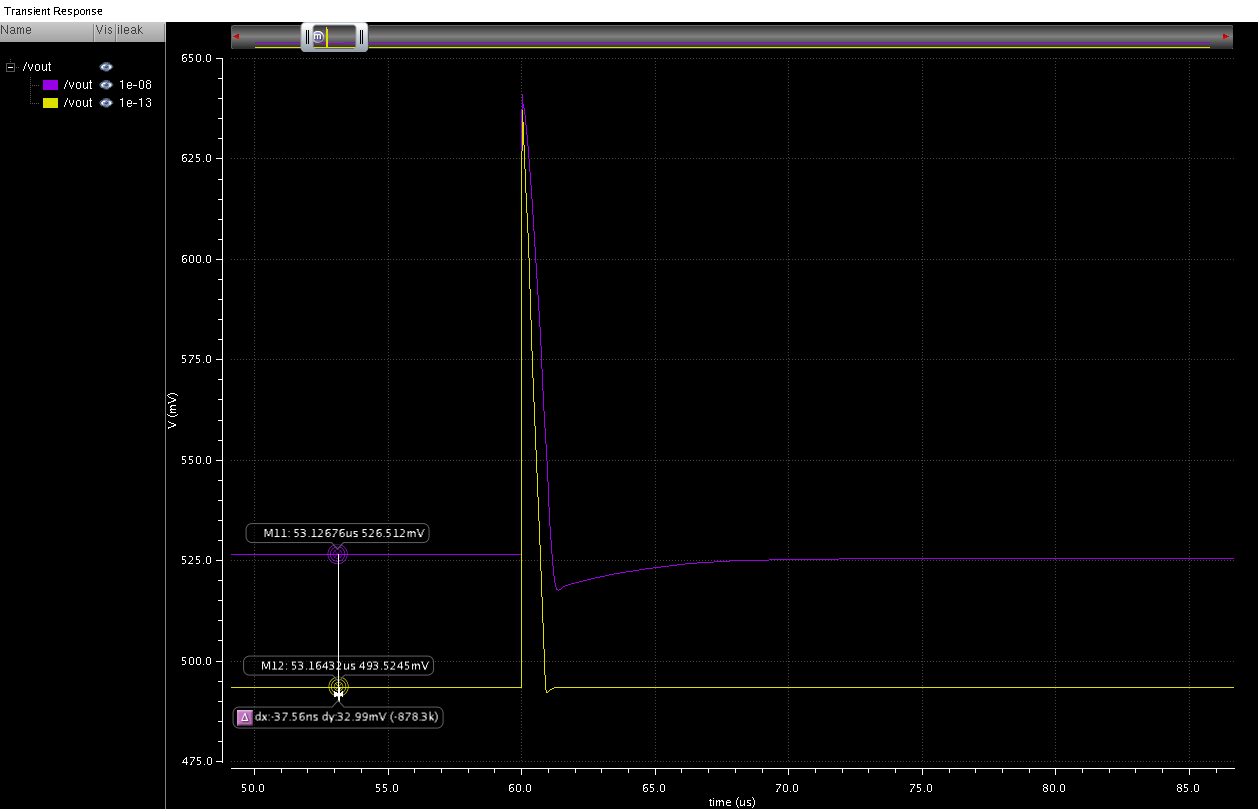 Transient Response
Name Vis ileak
/vout
/vout 1e-08
/vout 1e-13
m
650.0
625.0
600.0
575.0
550.0
525.0
500.0
475.0
V (mV)
M11: 53.12676us 526.512mV
M12: 53.16432us 493.5245mV
Δ dx:-37.56ns dy:32.99mV (-878.3k)
50.0 55.0 60.0 65.0 70.0 75.0 80.0 85.0
time (us)